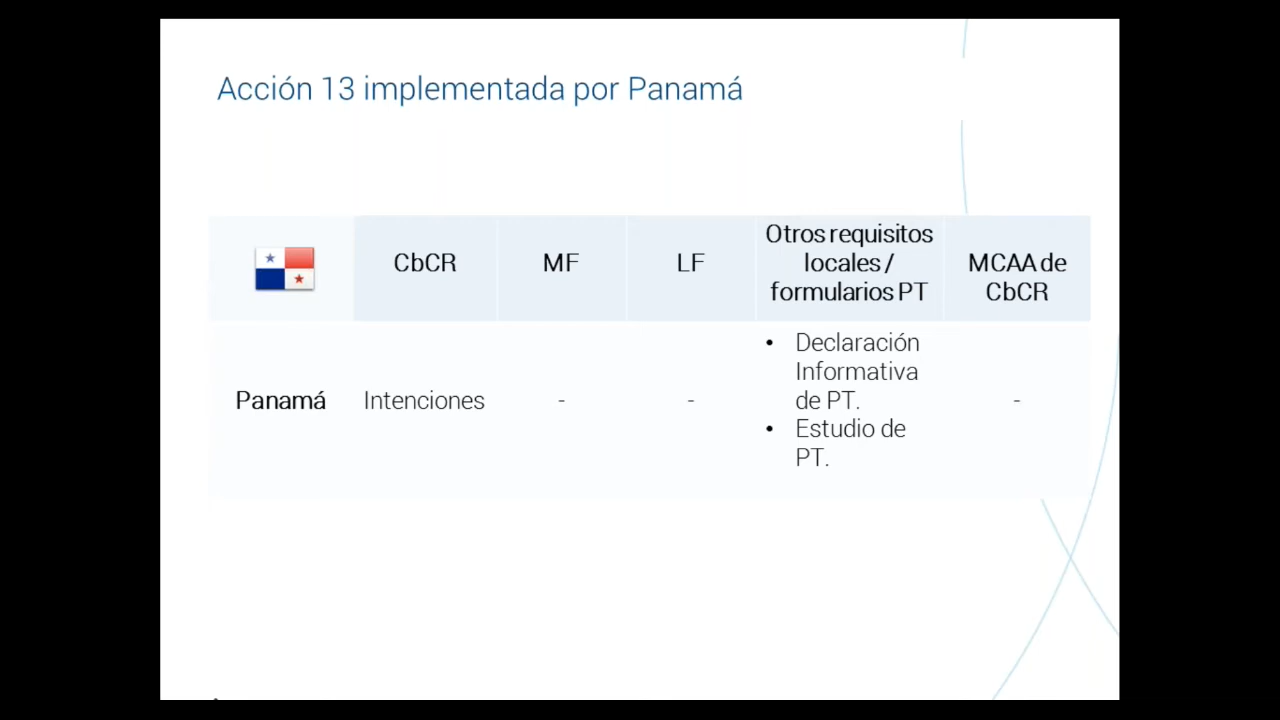 Acción 13 implementada por Panamá
CbCR
MF
LF
Otros requisitos
locales /
formularios PT
MCAA de
CbCR
Panamá
Intenciones
-
-
• Declaración
Informativa
de PT.
• Estudio de
PT.
-